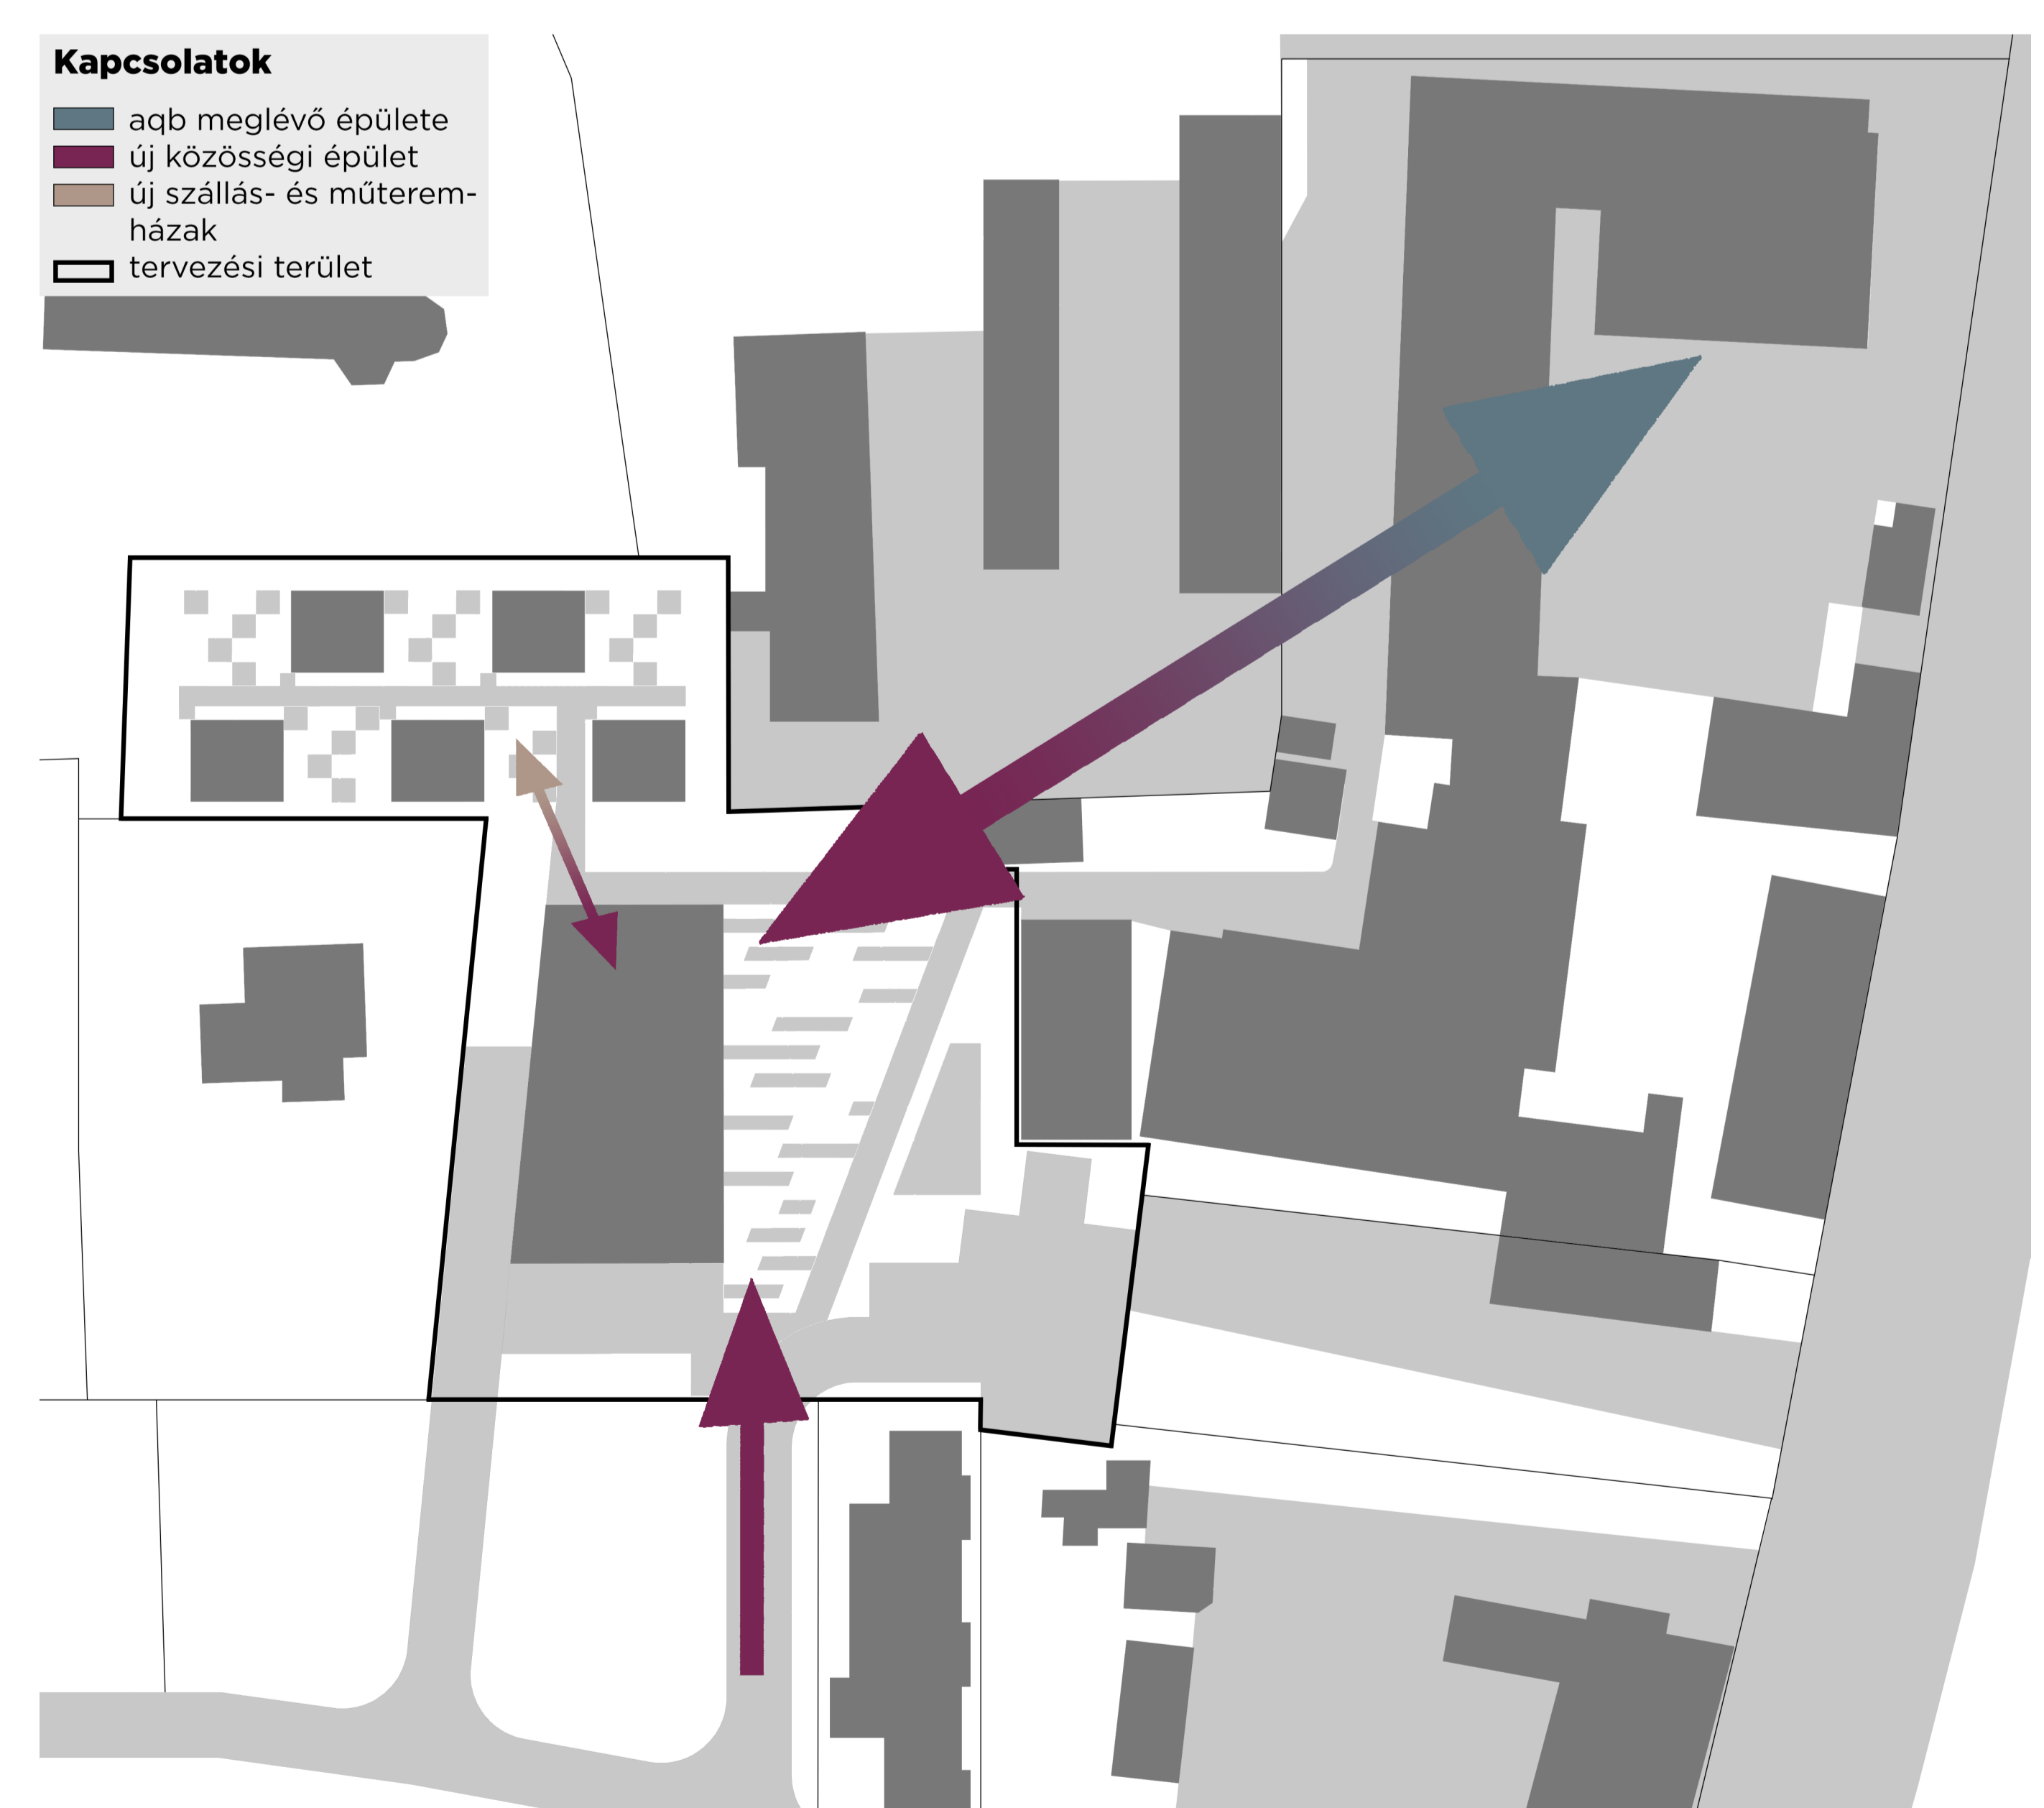 Kapcsolatok
aqb meglévő épülete
új közösségi épület
új szállás- és műterem-
házak
tervezési terület